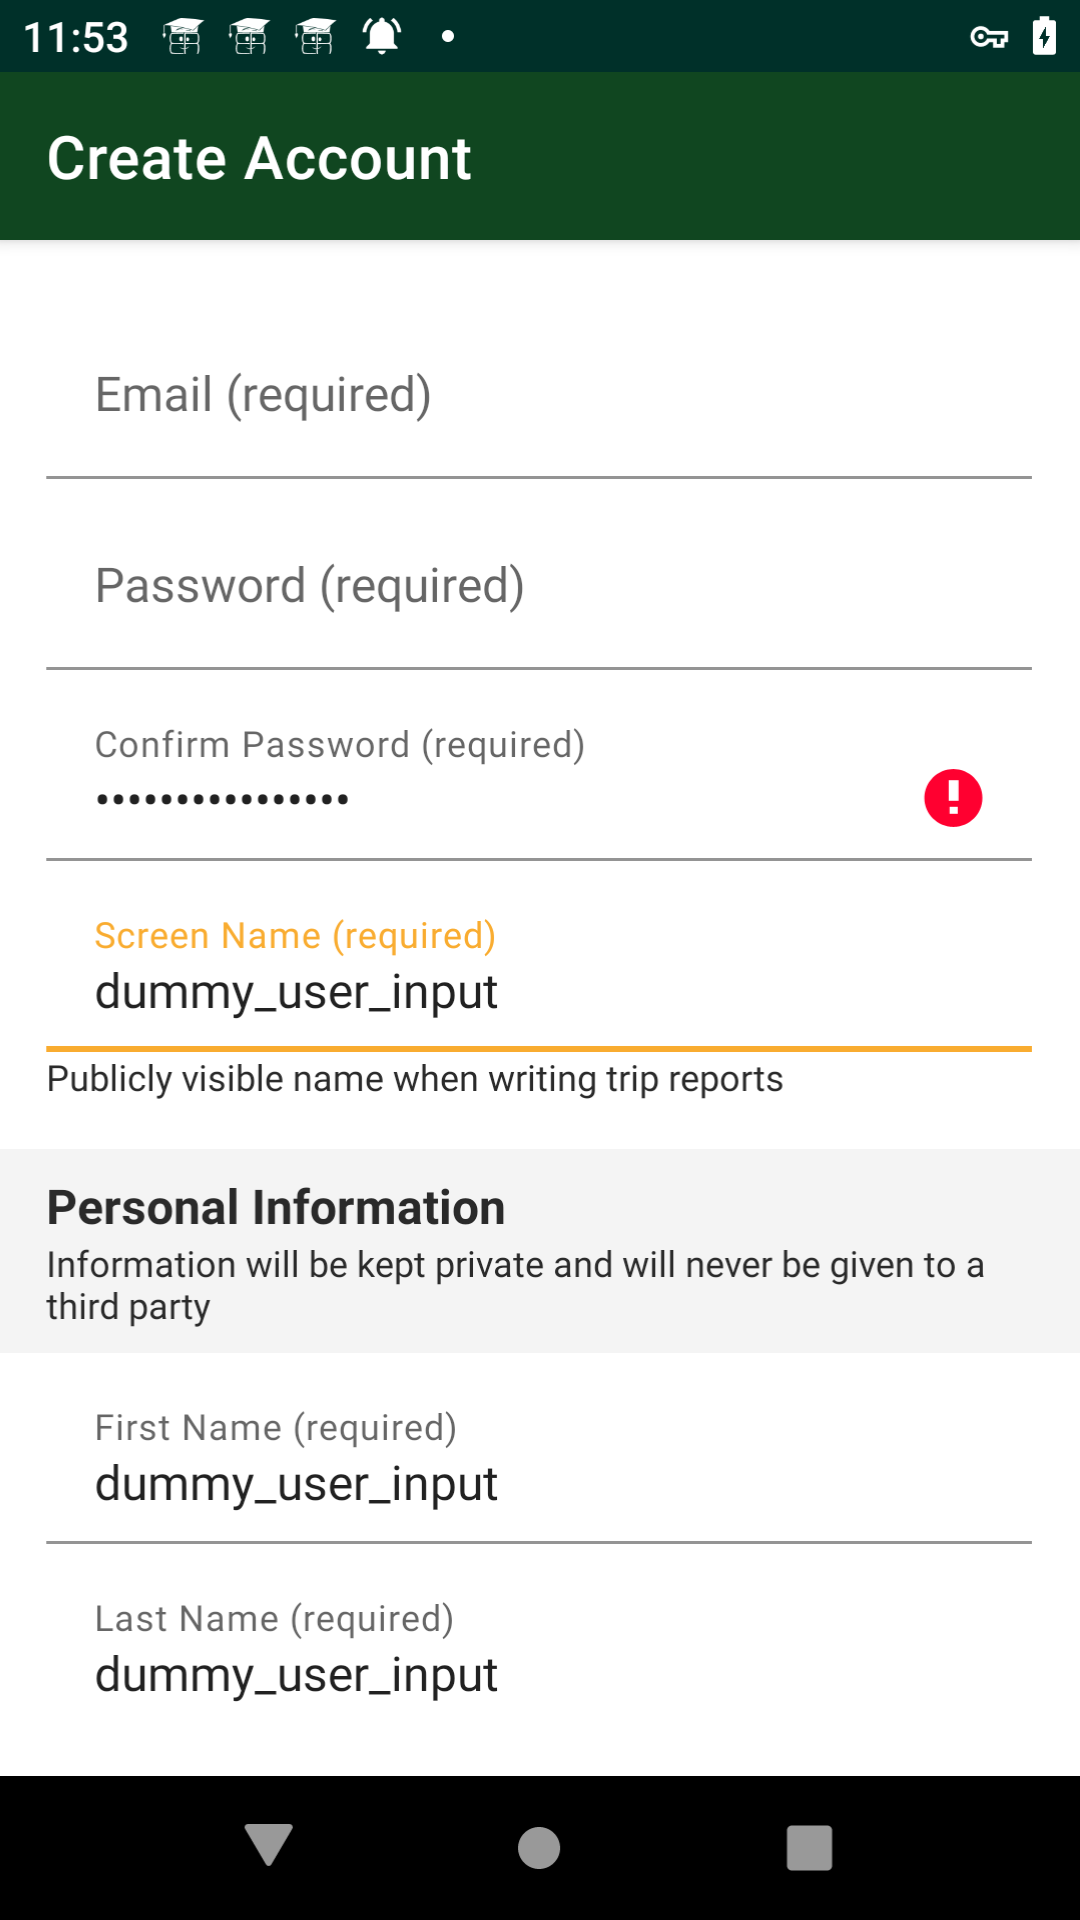 11:53
Create Account
Email (required)
Password (required)
Confirm Password (required)
••••••••••••••••
Screen Name (required)
dummy_user_input
Publicly visible name when writing trip reports
Personal Information
Information will be kept private and will never be given to a
third party
First Name (required)
dummy_user_input
Last Name (required)
dummy_user_input